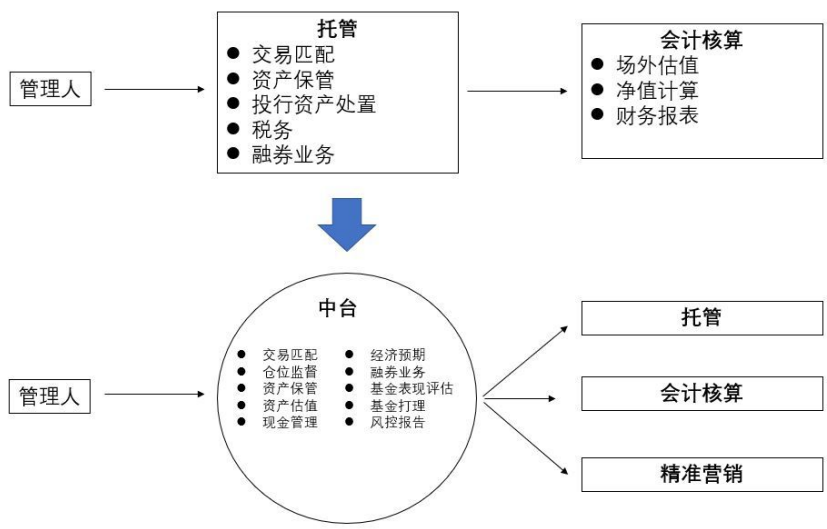 管理人
托管
● 交易匹配
● 资产保管
● 投行资产处置
● 税务
● 融券业务
会计核算
● 场外估值
● 净值计算
● 财务报表
管理人
中台
● 交易匹配
● 仓位监督
● 资产保管
● 资产估值
● 现金管理
● 经济预期
● 融券业务
● 基金表现评估
● 基金打理
● 风控报告
托管
会计核算
精准营销